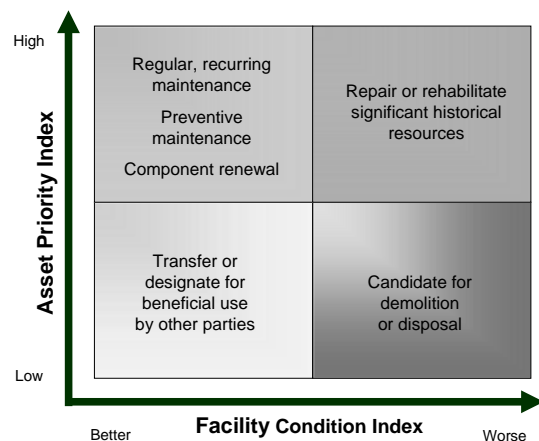 High
Regular, recurring
maintenance
Preventive
maintenance
Component renewal
Repair or rehabilitate
significant historical
resources
Asset Priority Index
Transfer or
designate for
beneficial use
by other parties
Candidate for
demolition
or disposal
Low
Better
Facility Condition Index
Worse